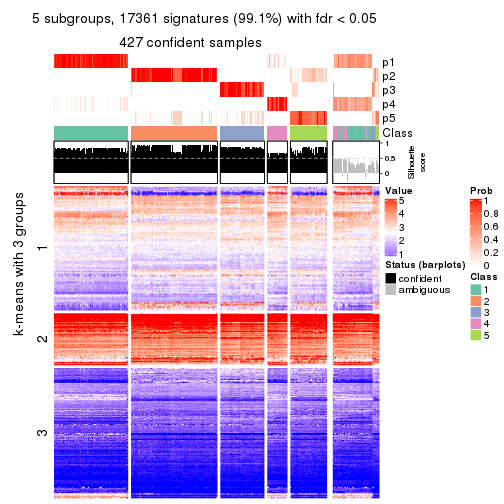 5 subgroups, 17361 signatures (99.1%) with fdr < 0.05
427 confident samples
p1
p2
p3
p4
p5
Class
1
0.5
0
Silhouette
score
k-means with 3 groups
1
2
3
Value
5
4
3
2
1
Status (barplots)
confident
ambiguous
Prob
1
0.8
0.6
0.4
0.2
0
Class
1
2
3
4
5